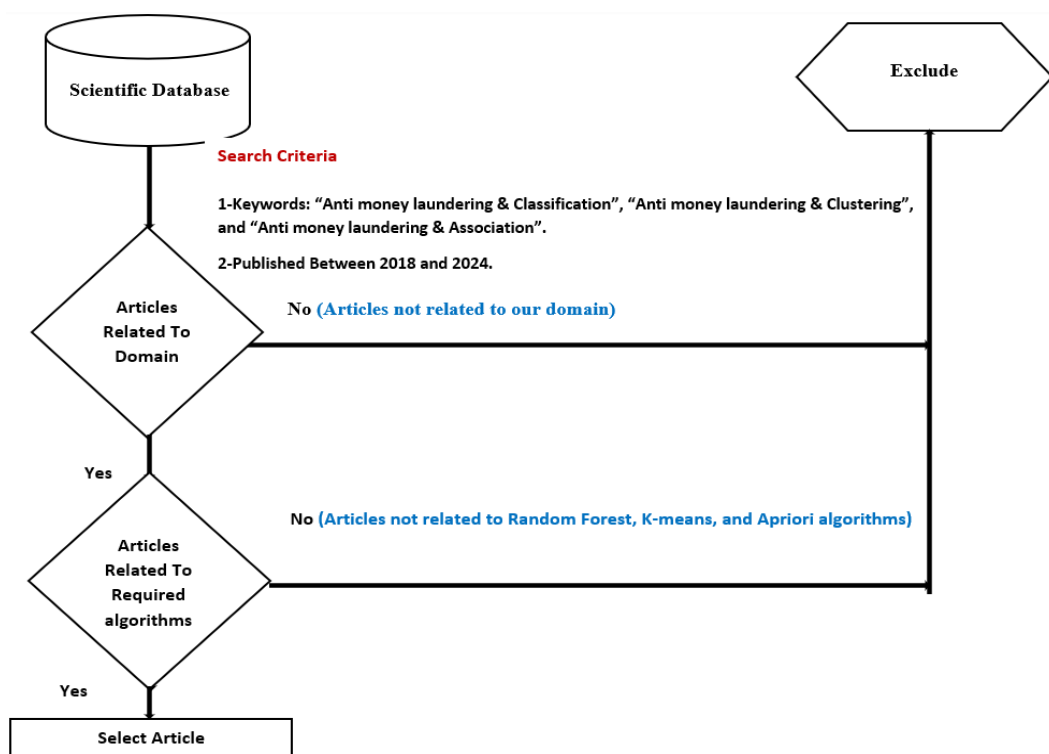 Scientific Database
Exclude
Search Criteria
1-Keywords: “Anti money laundering & Classification”, “Anti money laundering & Clustering”,
and “Anti money laundering & Association”.
2-Published Between 2018 and 2024.
Articles
Related To
Domain
No (Articles not related to our domain)
Yes
No (Articles not related to Random Forest, K-means, and Apriori algorithms)
Articles
Related To
Required
algorithms
Yes
Select Article